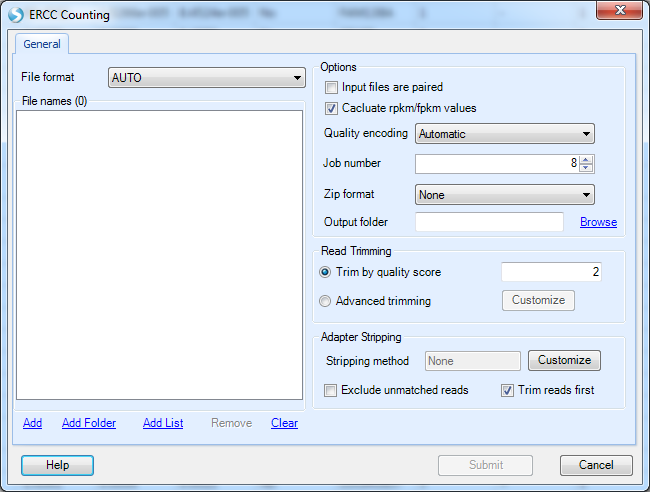 ERCC Counting
General
File format AUTO
File names (0)
Add Add Folder Add List Remove Clear
Options
Input files are paired
Cacluate rpkm/fpkm values
Quality encoding Automatic
Job number 8
Zip format None
Output folder Browse
Read Trimming
Trim by quality score 2
Advanced trimming Customize
Adapter Stripping
Stripping method None Customize
Exclude unmatched reads Trim reads first
Help Submit Cancel